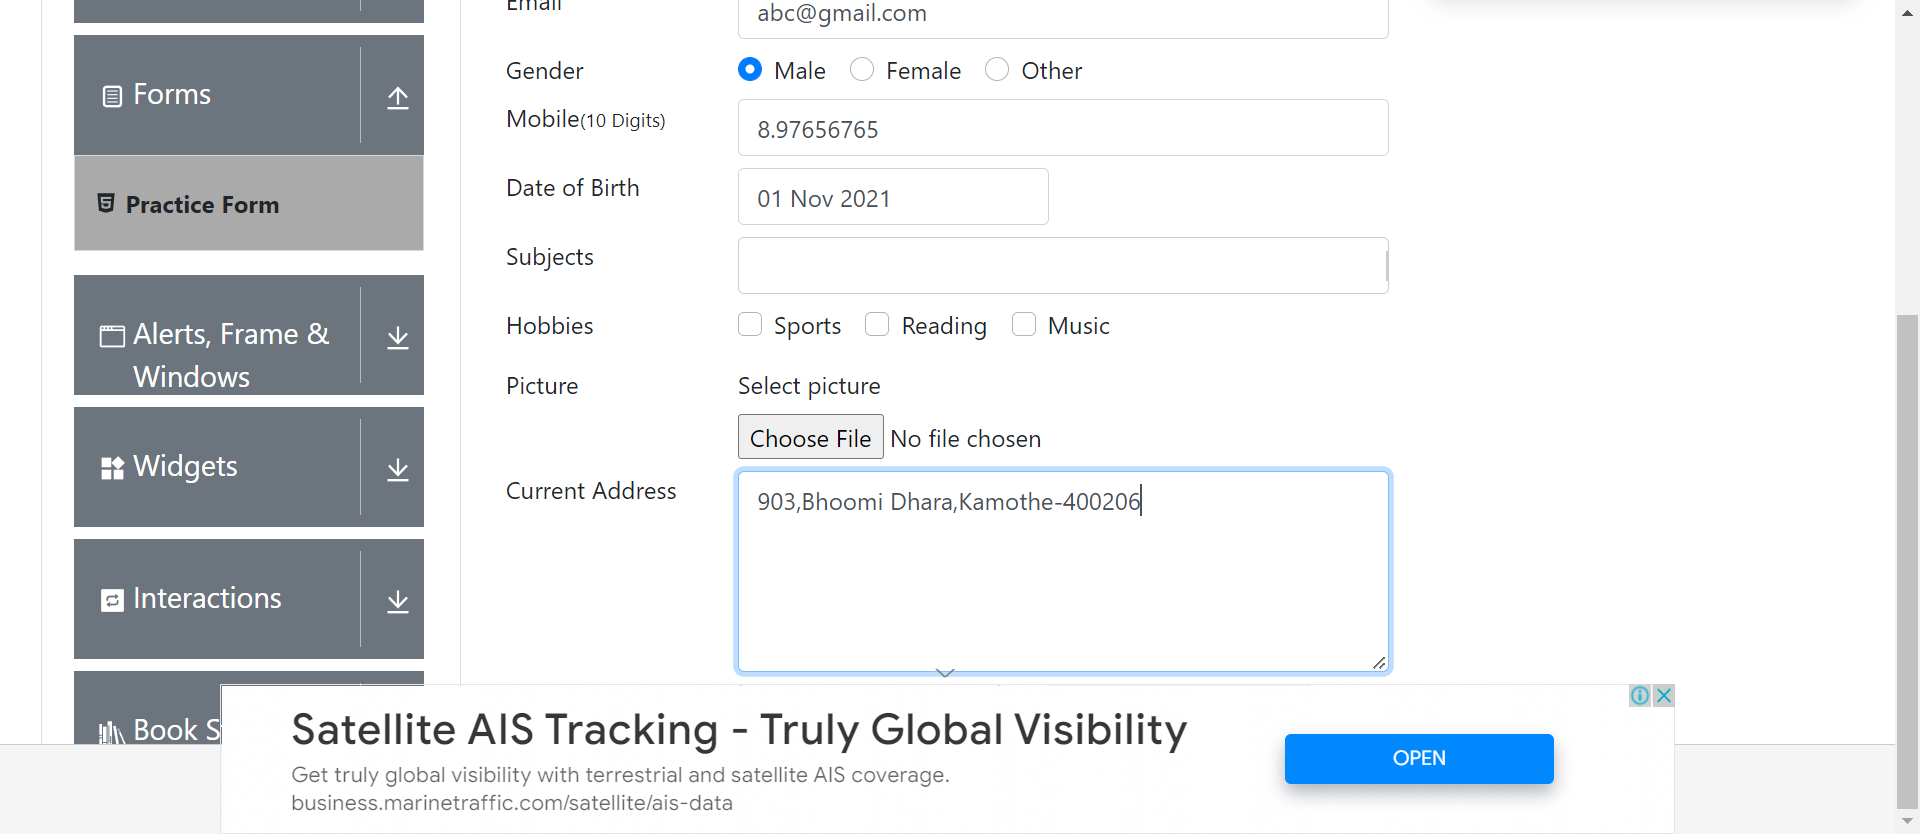 Email
abc@gmail.com
Forms
Gender
Male
Female
Other
Mobile(10 Digits)
8.97656765
Practice Form
Date of Birth
01 Nov 2021
Subjects
Alerts, Frame &
Windows
Hobbies
Sports
Reading
Music
Picture
Select picture
Choose File
No file chosen
Widgets
Current Address
903,Bhoomi Dhara,Kamothe-400206
Interactions
Book S
Satellite AIS Tracking - Truly Global Visibility
Get truly global visibility with terrestrial and satellite AIS coverage.
business.marinetraffic.com/satellite/ais-data
OPEN